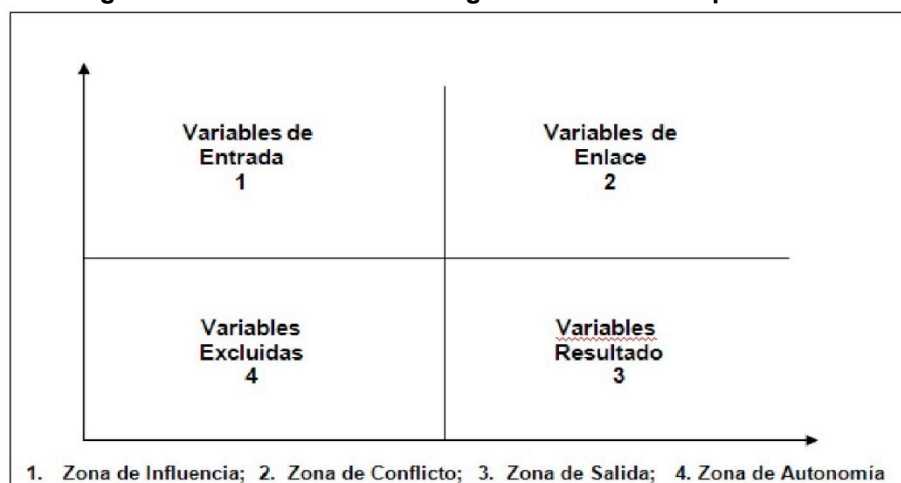 Variables de
Entrada
1
Variables de
Enlace
2
Variables
Excluidas
4
Variables
Resultado
3
1. Zona de Influencia; 2. Zona de Conflicto; 3. Zona de Salida; 4. Zona de Autonomía